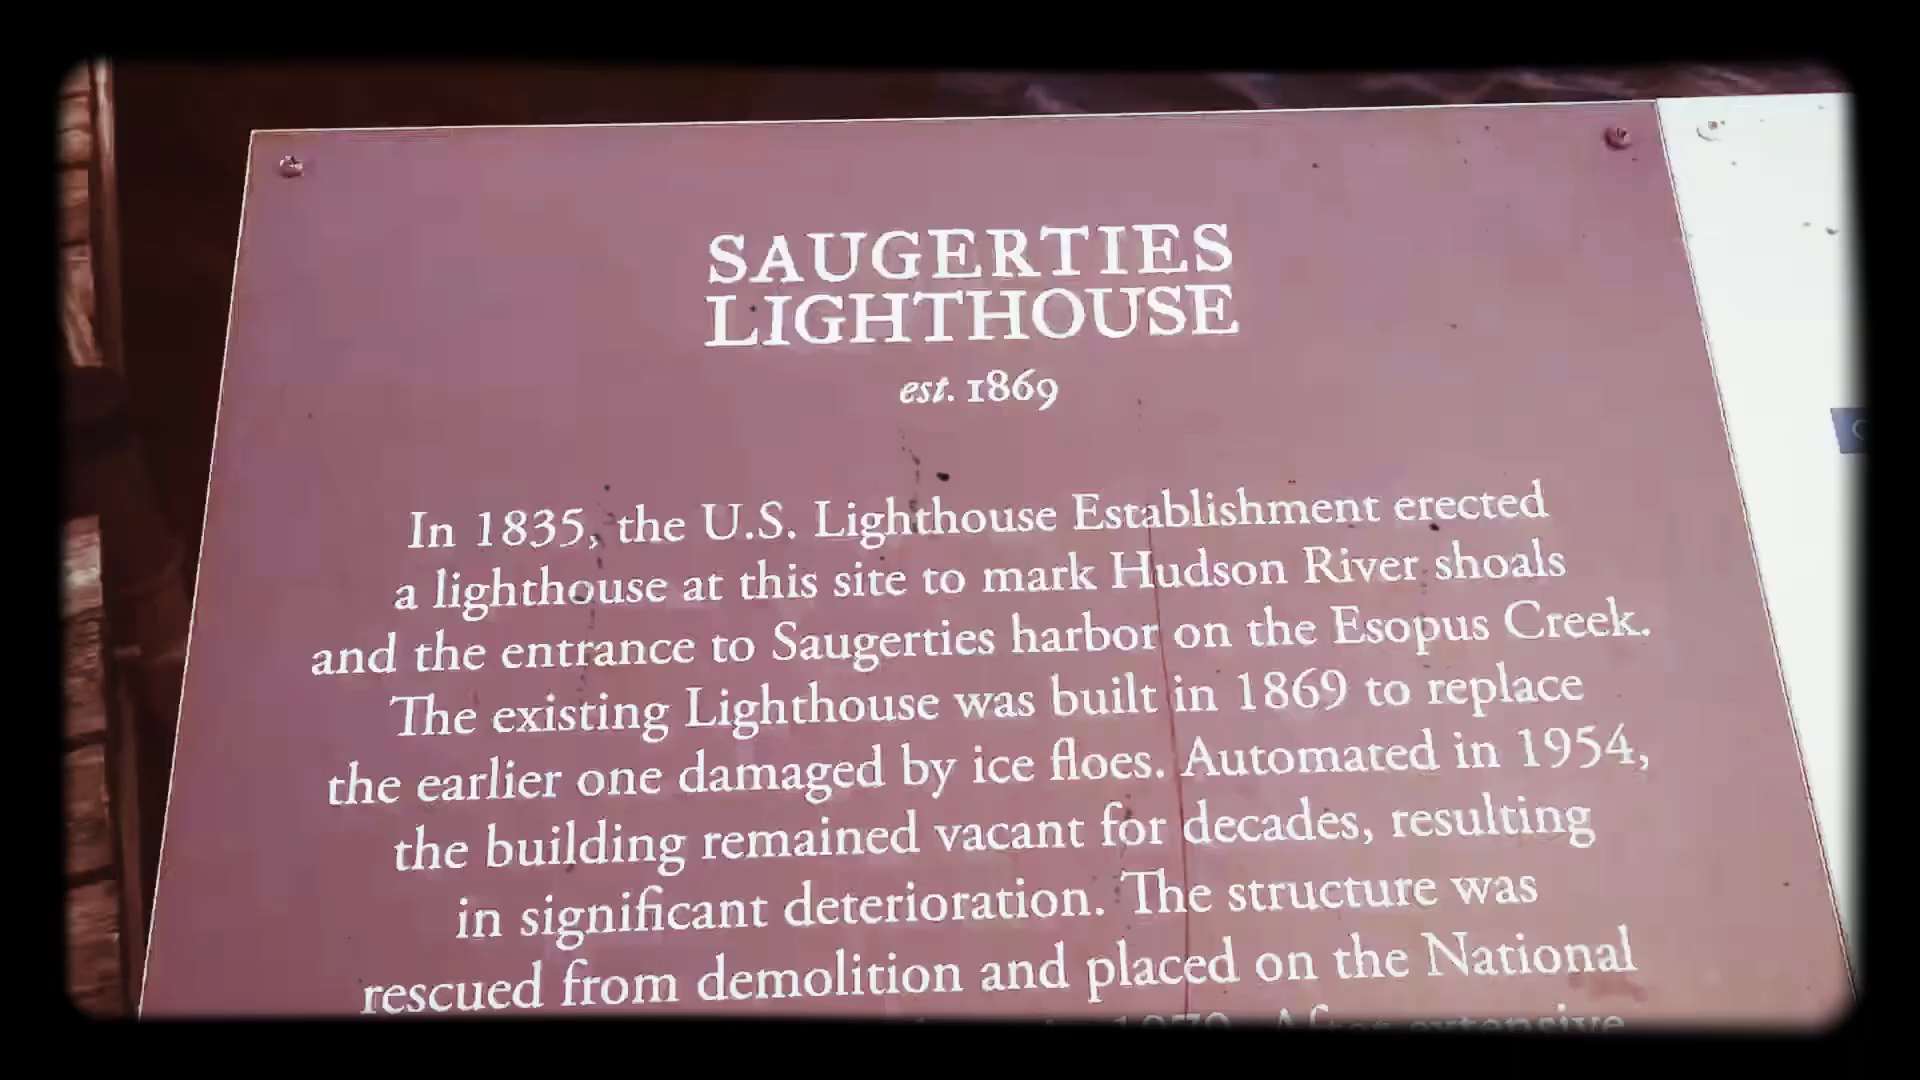 SAUGERTIES
LIGHTHOUSE
est. 1869
In 1835, the U.S. Lighthouse Establishment erected
a lighthouse at this site to mark Hudson River shoals
and the entrance to Saugerties harbor on the Esopus Creek.
The existing Lighthouse was built in 1869 to replace
the earlier one damaged by ice floes. Automated in 1954,
the building remained vacant for decades, resulting
in significant deterioration. The structure was
rescued from demolition and placed on the National
After extensive